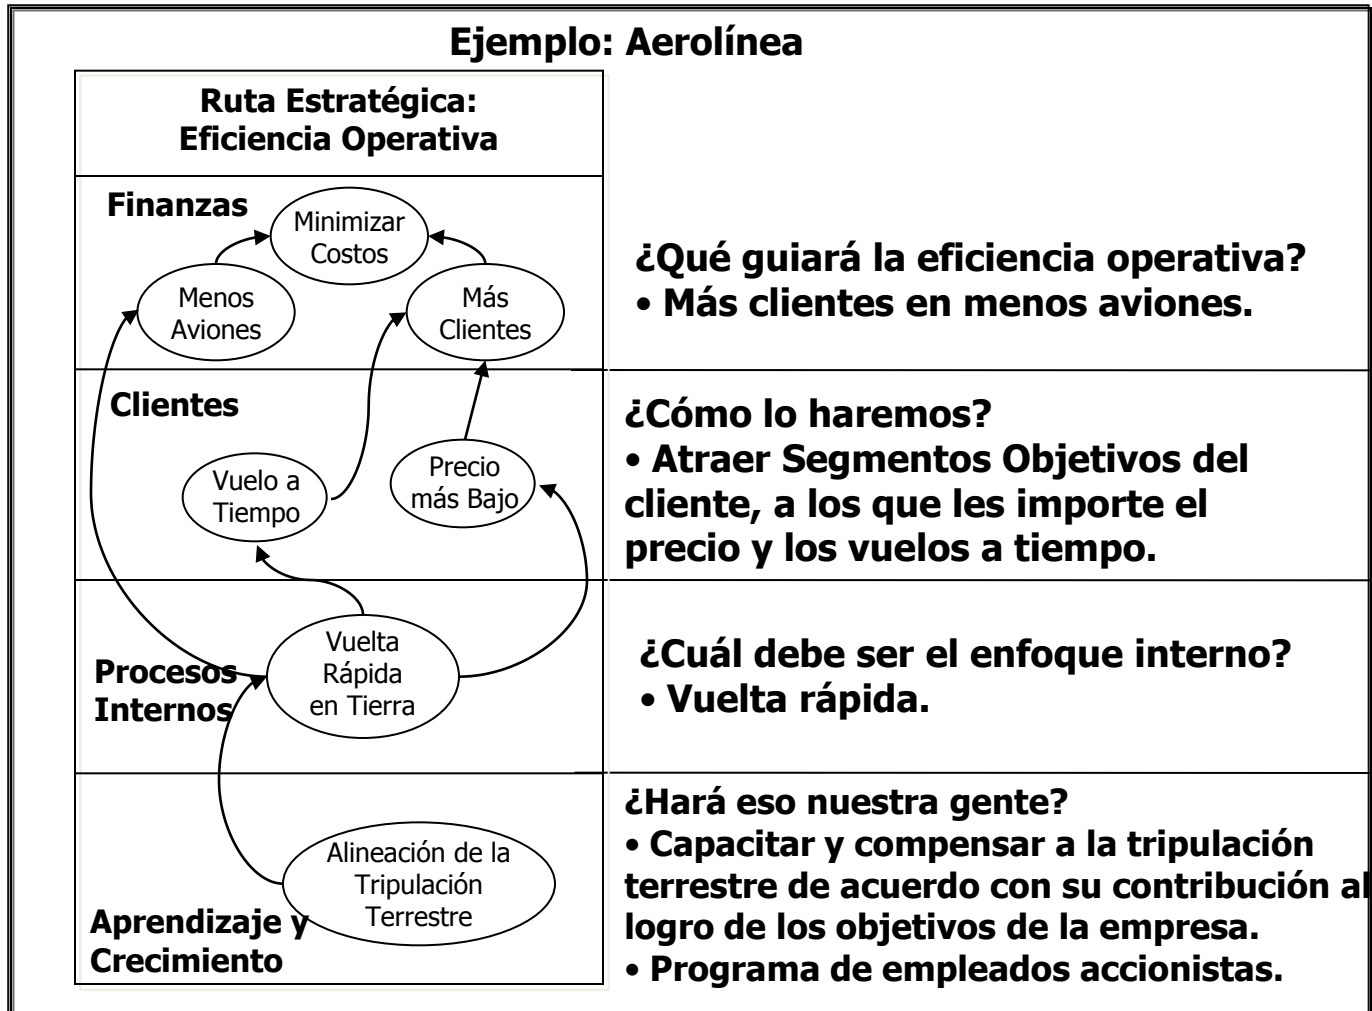 Ejemplo: Aerolínea
Ruta Estratégica:
Eficiencia Operativa
Finanzas
Minimizar
Costos
Menos
Aviones
Más
Clientes
¿Qué guiará la eficiencia operativa?
• Más clientes en menos aviones.
Clientes
Vuelo a
Tiempo
Precio
más Bajo
¿Cómo lo haremos?
• Atraer Segmentos Objetivos del
cliente, a los que les importe el
precio y los vuelos a tiempo.
Procesos
Internos
Vuelta
Rápida
en Tierra
¿Cuál debe ser el enfoque interno?
• Vuelta rápida.
Aprendizaje y
Crecimiento
Alineación de la
Tripulación
Terrestre
¿Hará eso nuestra gente?
• Capacitar y compensar a la tripulación
terrestre de acuerdo con su contribución al
logro de los objetivos de la empresa.
• Programa de empleados accionistas.